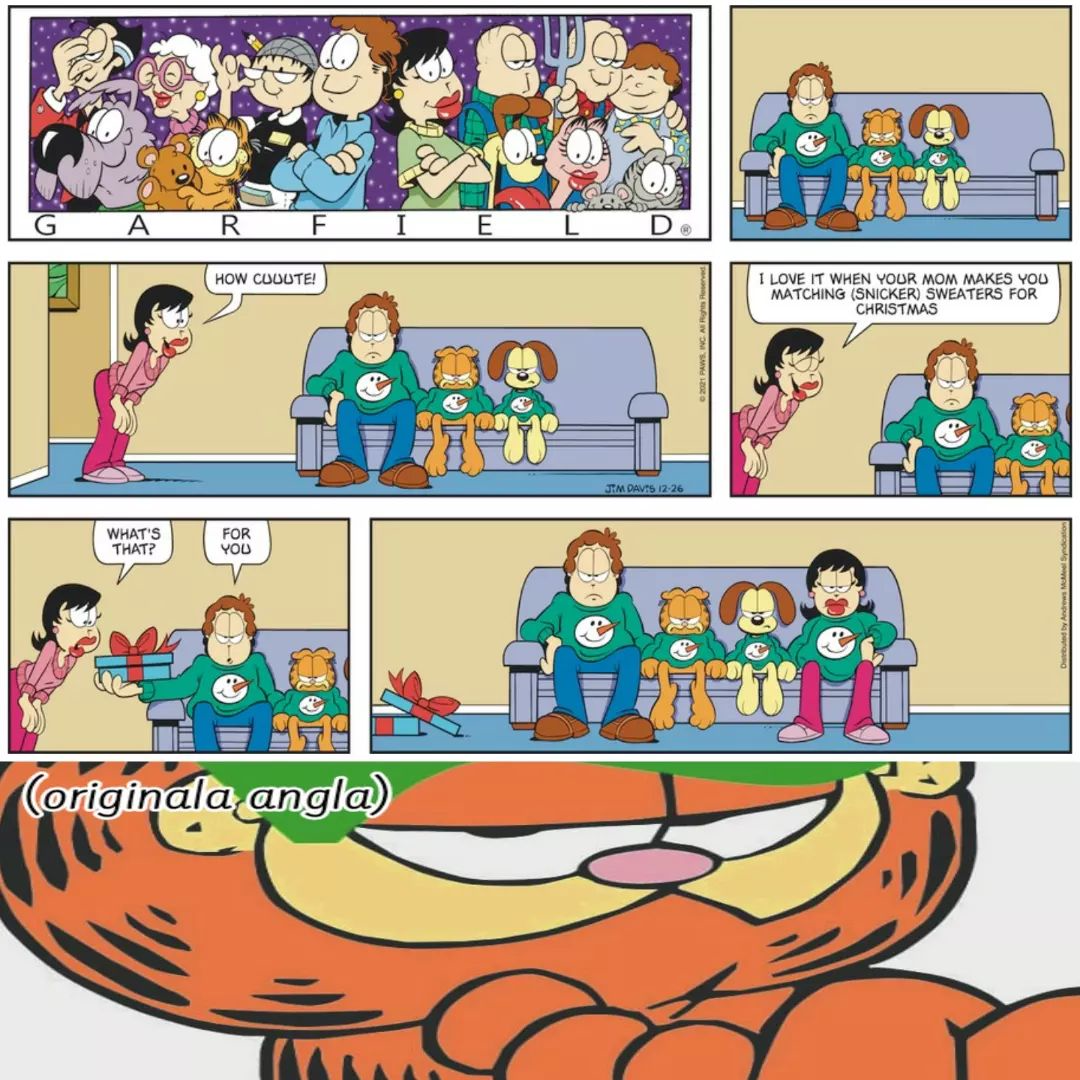 GARFIELD®
HOW CUUUTE!
© 2021 PAWS, INC. All Rights Reserved.
JIM DAVIS 12-26
I LOVE IT WHEN YOUR MOM MAKES YOU
MATCHING (SNICKER) SWEATERS FOR
CHRISTMAS
WHAT'S
THAT?
FOR
YOU
Distributed by Andrews McMeel Syndication
(originala angla)